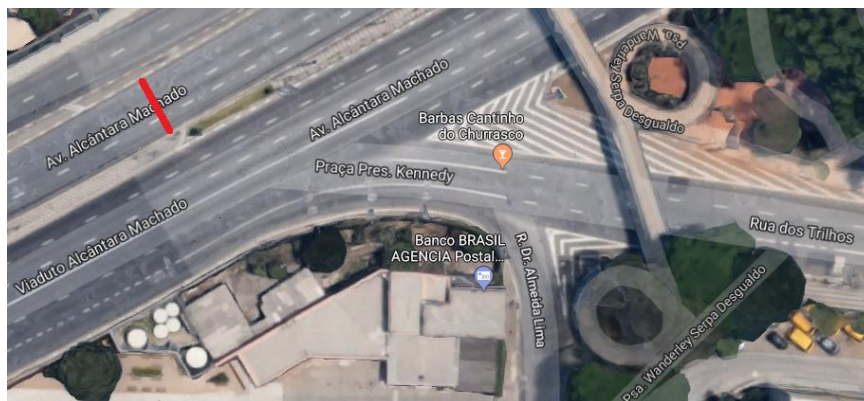 Psa. Wanderley Serpa Desgualdo
Av. Alcântara Machado
Av. Alcântara Machado
Barbas Cantinho
do Churrasco
Praça Pres. Kennedy
Viaduto Alcântara Machado
Rua dos Trilhos
Banco BRASIL
AGENCIA Postal...
R. Dr. Almeida Lima
Psa. Wanderley Serpa Desgualdo